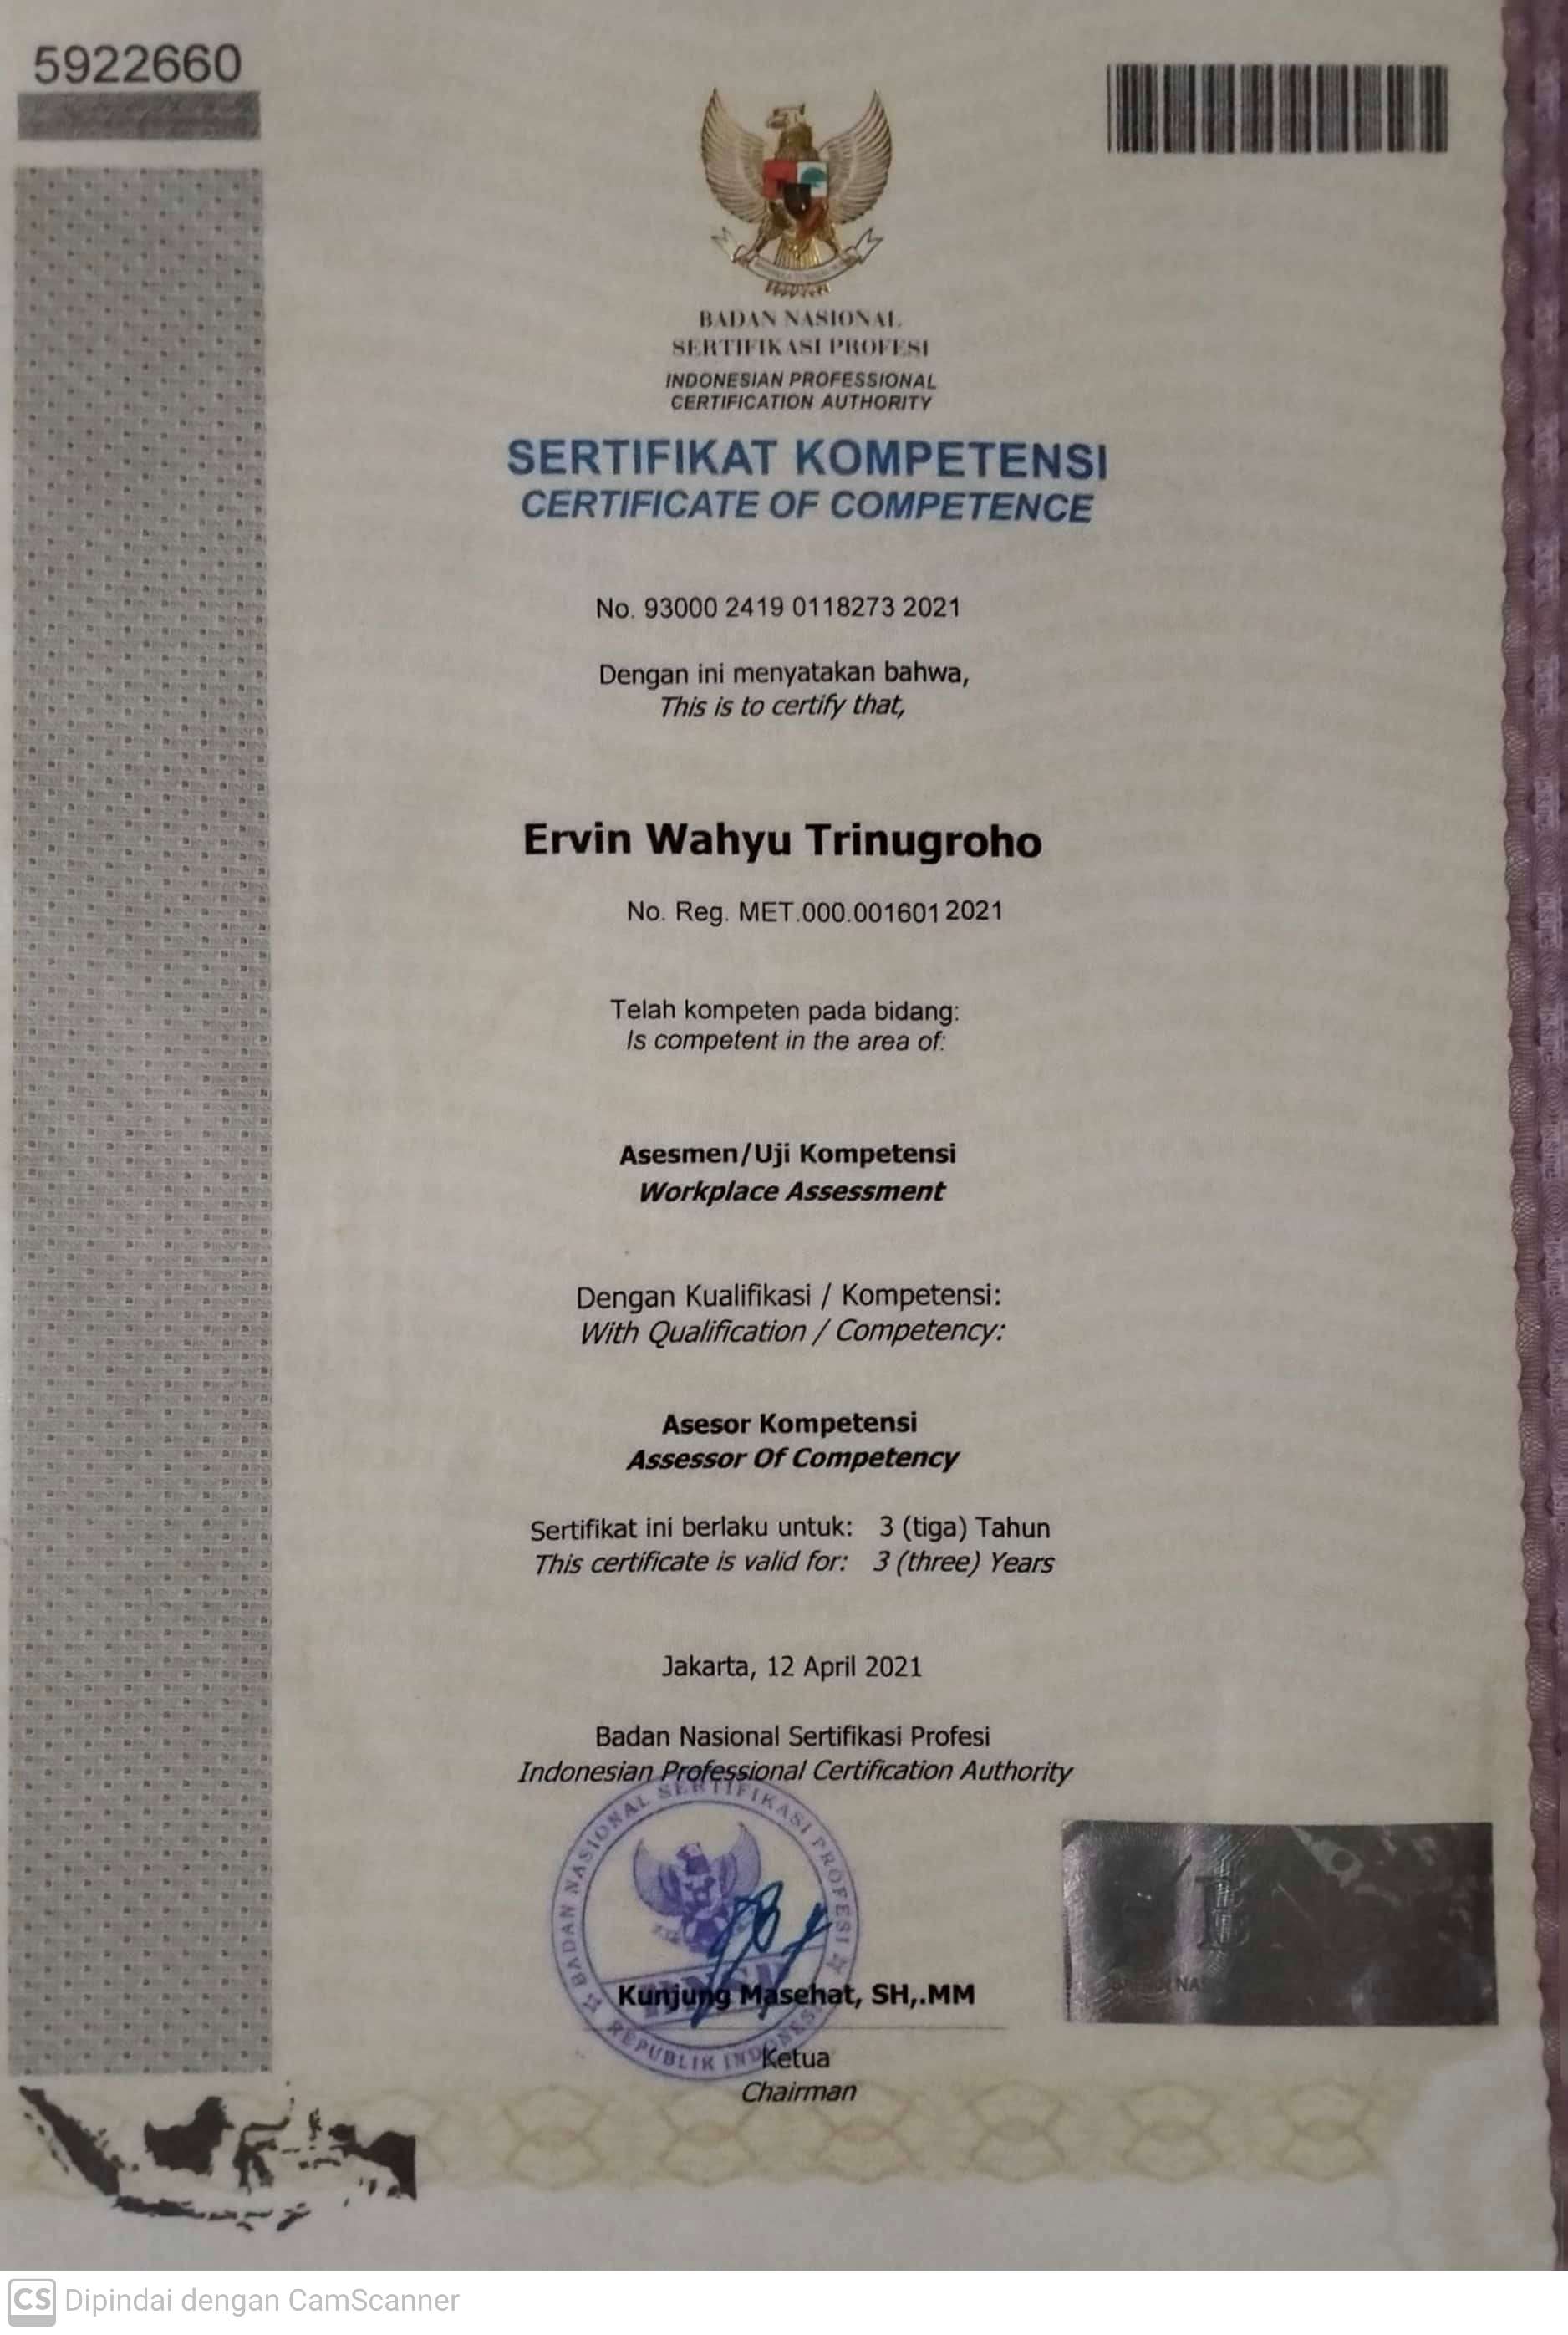 5922660
BADAN NASIONAL
SERTIFIKASI PROFESI
INDONESIAN PROFESSIONAL
CERTIFICATION AUTHORITY
SERTIFIKAT KOMPETENSI
CERTIFICATE OF COMPETENCE
No. 93000 2419 0118273 2021
Dengan ini menyatakan bahwa,
This is to certify that,
Ervin Wahyu Trinugroho
No. Reg. MET.000.001601 2021
Telah kompeten pada bidang:
Is competent in the area of:
Asesmen/Uji Kompetensi
Workplace Assessment
Dengan Kualifikasi / Kompetensi:
With Qualification / Competency:
Asesor Kompetensi
Assessor Of Competency
Sertifikat ini berlaku untuk: 3 (tiga) Tahun
This certificate is valid for: 3 (three) Years
Jakarta, 12 April 2021
Badan Nasional Sertifikasi Profesi
Indonesian Professional Certification Authority
BADAN NASIONAL SERTIFIKASI PROFESI
REPUBLIK INDONESIA
Kunjung Masehat, SH,.MM
Ketua
Chairman
CS Dipindai dengan CamScanner